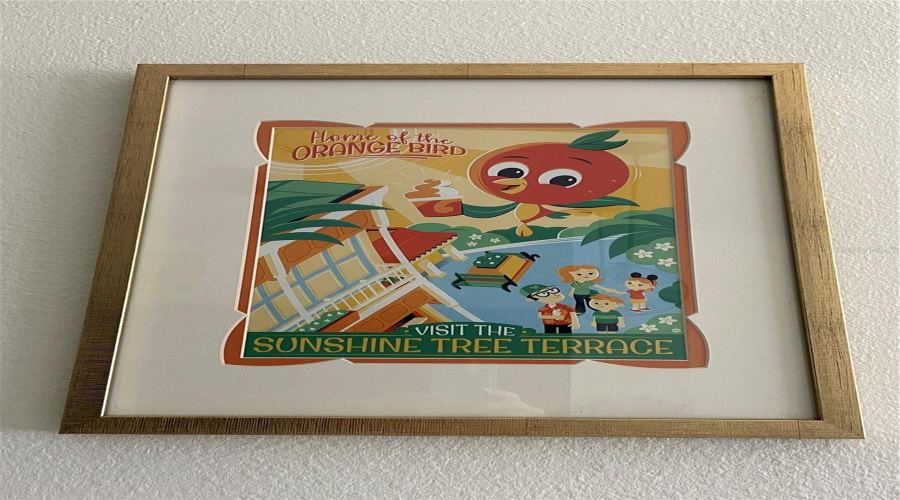 Home of the
ORANGE BIRD
VISIT THE
SUNSHINE TREE TERRACE